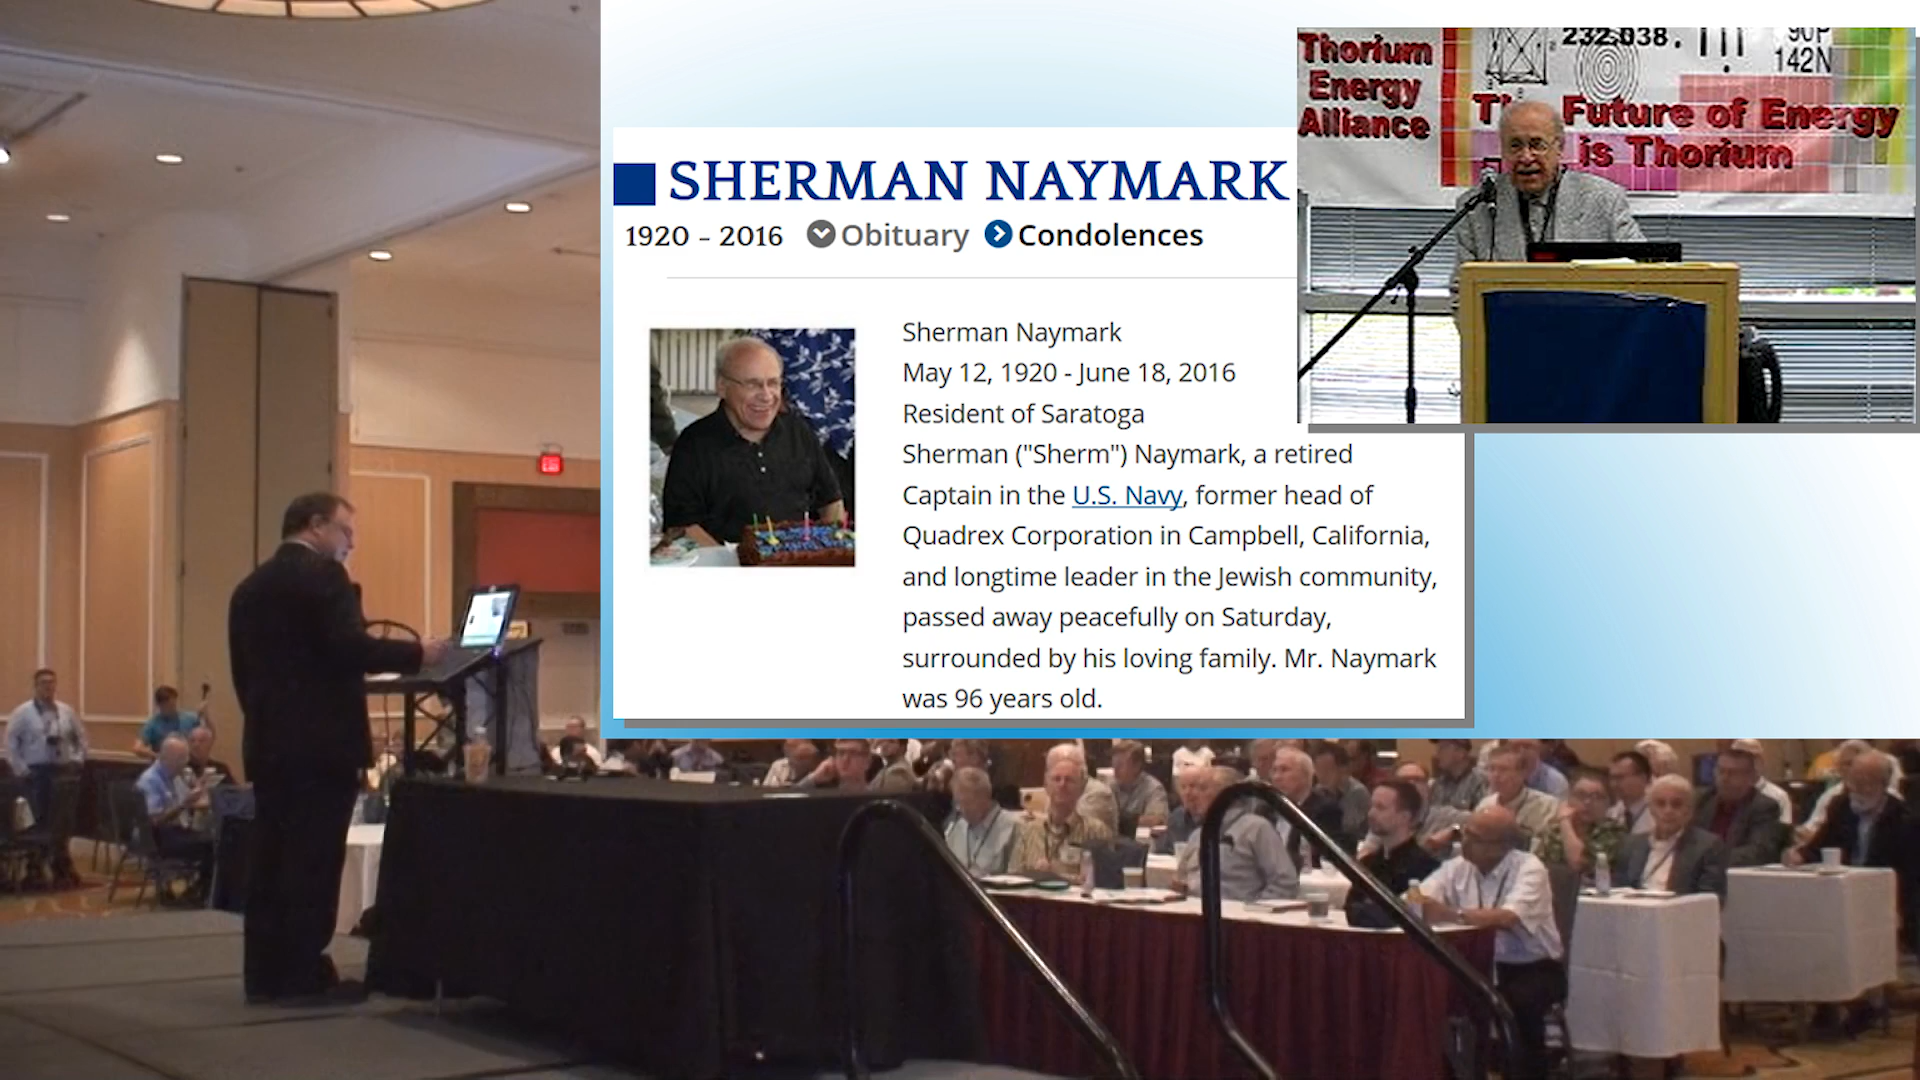 SHERMAN NAYMARK
1920 - 2016 Obituary Condolences
Sherman Naymark
May 12, 1920 - June 18, 2016
Resident of Saratoga
Sherman ("Sherm") Naymark, a retired
Captain in the U.S. Navy, former head of
Quadrex Corporation in Campbell, California,
and longtime leader in the Jewish community,
passed away peacefully on Saturday,
surrounded by his loving family. Mr. Naymark
was 96 years old.
Thorium
Energy
Alliance
232.038.
90P
142N
Future of Energy
is Thorium